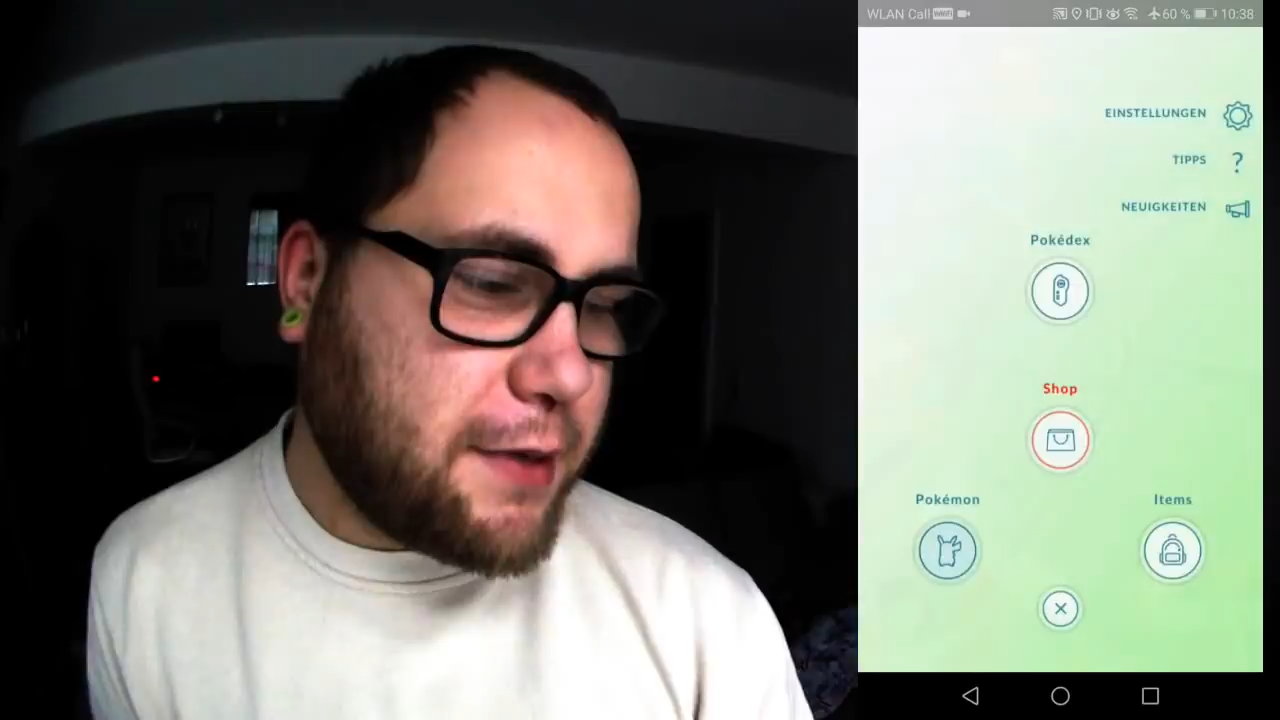 WLAN Call 60 % 10:38
EINSTELLUNGEN
TIPPS
?
NEUIGKEITEN
Pokédex
Shop
Pokémon
Items